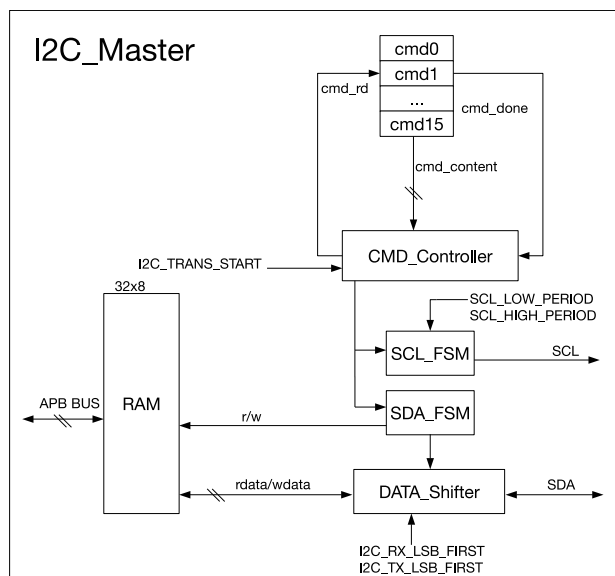 I2C_Master
cmd0
cmd1
...
cmd15
cmd_rd
cmd_done
cmd_content
CMD_Controller
I2C_TRANS_START
32x8
SCL_LOW_PERIOD
SCL_HIGH_PERIOD
SCL_FSM
SCL
APB BUS
RAM
r/w
SDA_FSM
rdata/wdata
DATA_Shifter
SDA
I2C_RX_LSB_FIRST
I2C_TX_LSB_FIRST